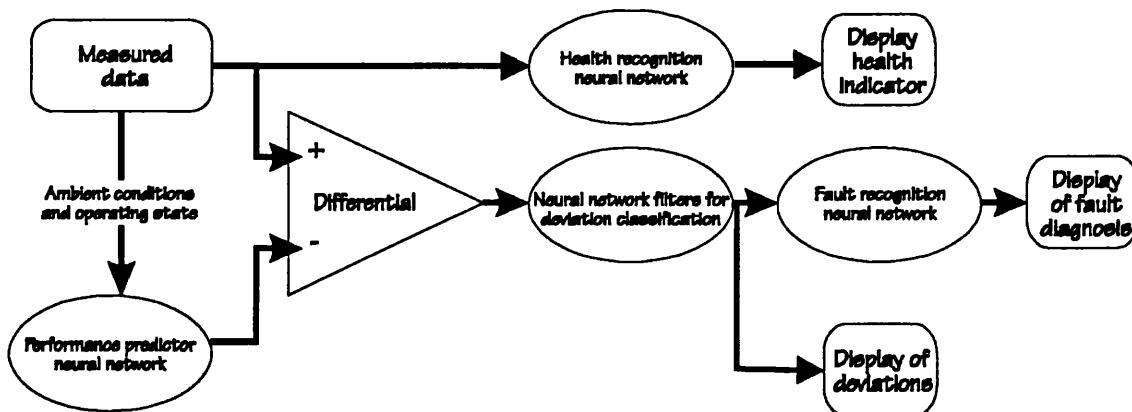 Measured
data
Health recognition
neural network
Display
health
indicator
Ambient conditions
and operating state
+
Differential
-
Neural network filters for
deviation classification
Fault recognition
neural network
Display
of fault
diagnosis
Performance predictor
neural network
Display of
deviations